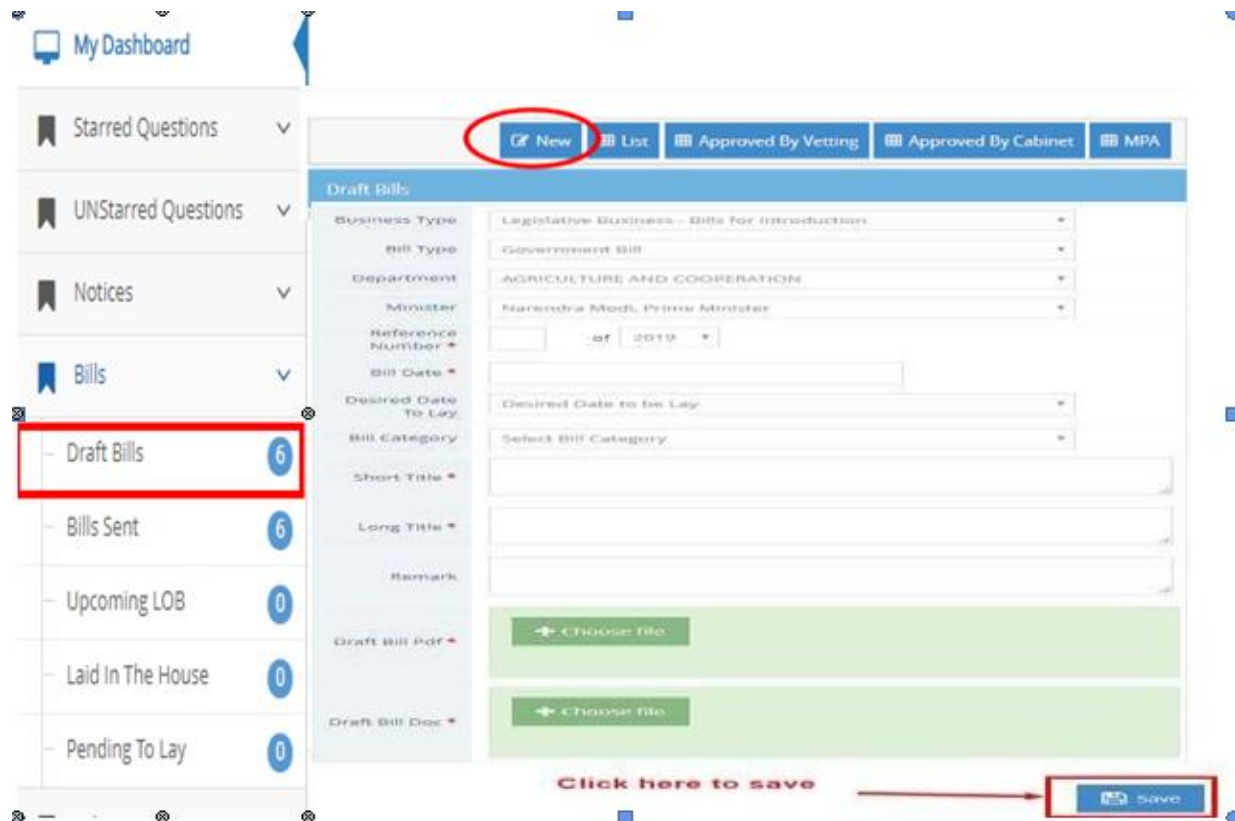 My Dashboard
Starred Questions
UNStarred Questions
Notices
Bills
Draft Bills 6
Bills Sent 6
Upcoming LOB 0
Laid In The House 0
Pending To Lay 0
New List Approved By Vetting Approved By Cabinet MPA
Draft Bills
Business Type Legislative Business - Bills for Introduction
Bill Type Government Bill
Department AGRICULTURE AND COOPERATION
Minister Narendra Modi, Prime Minister
Reference
Number * of 2019
Bill Date *
Desired Date
To Lay Desired Date to be Lay
Bill Category Select Bill Category
Short Title *
Long Title *
Remark
Draft Bill Pdf * Choose file
Draft Bill Doc * Choose file
Click here to save
Save